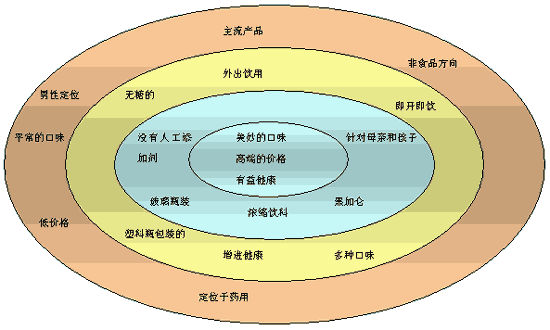 主流产品
非食品方向
外出饮用
男性定位
无糖的
即开即饮
平常的口味
没有人工添
加剂
美妙的口味
针对母亲和孩子
高端的价格
有益健康
玻璃瓶装
浓缩饮料
黑加仑
低价格
塑料瓶包装的
增进健康
多种口味
定位于药用